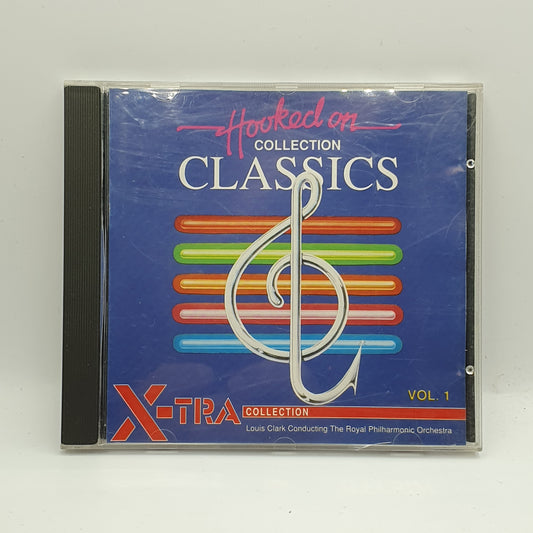 Hooked on
COLLECTION
CLASSICS
VOL. 1
X-TRA COLLECTION
Louis Clark Conducting The Royal Philharmonic Orchestra